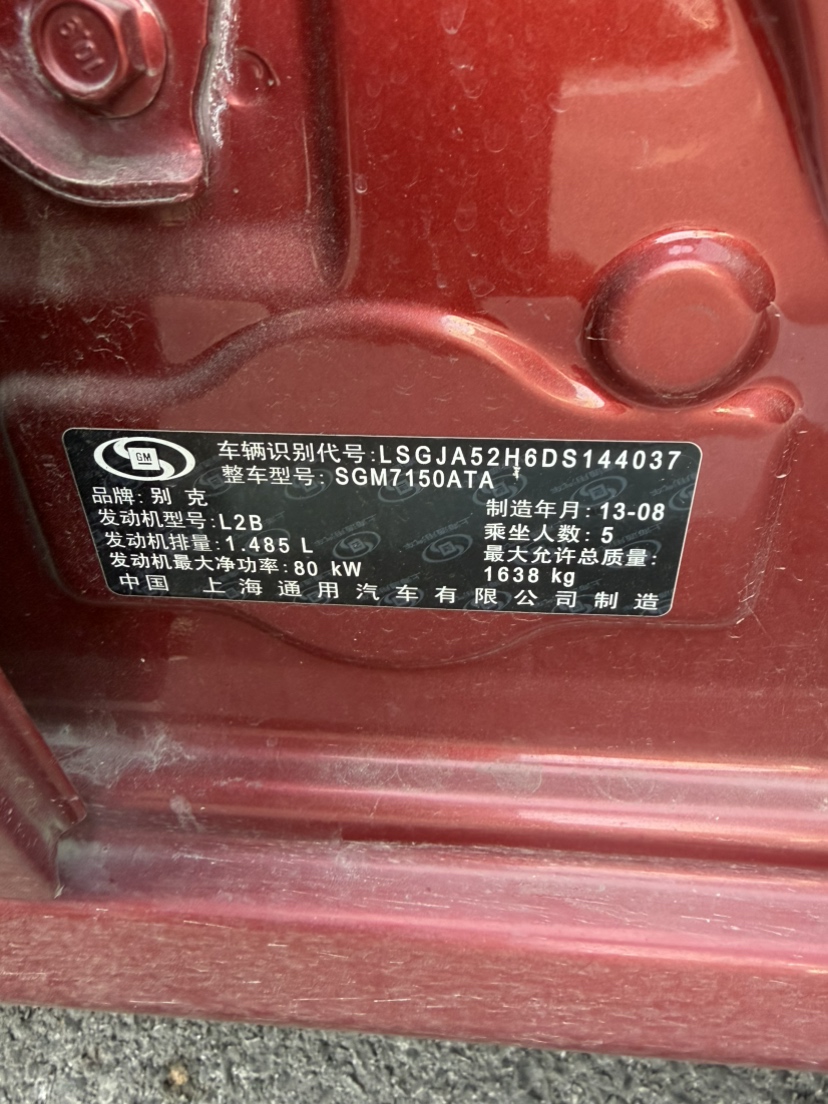 10.9
GM
车辆识别代号:LSGJA52H6DS144037
整车型号: SGM7150ATA
品牌: 别 克
制造年月: 13-08
发动机型号:L2B
乘坐人数: 5
发动机排量:1.485 L
最大允许总质量:
发动机最大净功率:80 kW
1638 kg
中国 上海通用汽车有限公司制造